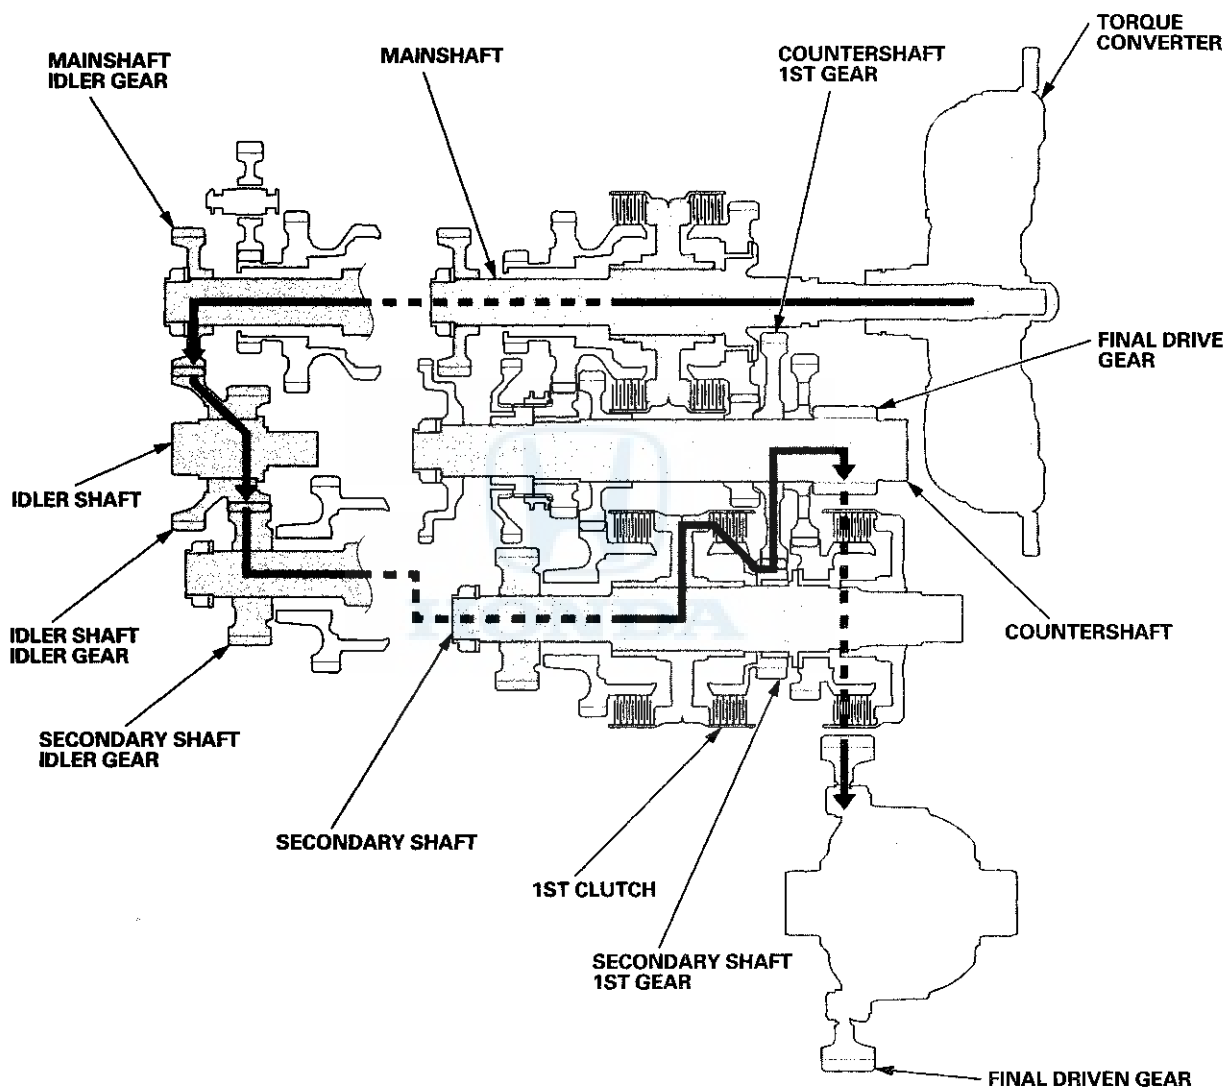 TORQUE
CONVERTER
MAINSHAFT
IDLER GEAR
MAINSHAFT
COUNTERSHAFT
1ST GEAR
FINAL DRIVE
GEAR
IDLER SHAFT
IDLER SHAFT
IDLER GEAR
HONDA
COUNTERSHAFT
SECONDARY SHAFT
IDLER GEAR
SECONDARY SHAFT
1ST CLUTCH
SECONDARY SHAFT
1ST GEAR
FINAL DRIVEN GEAR